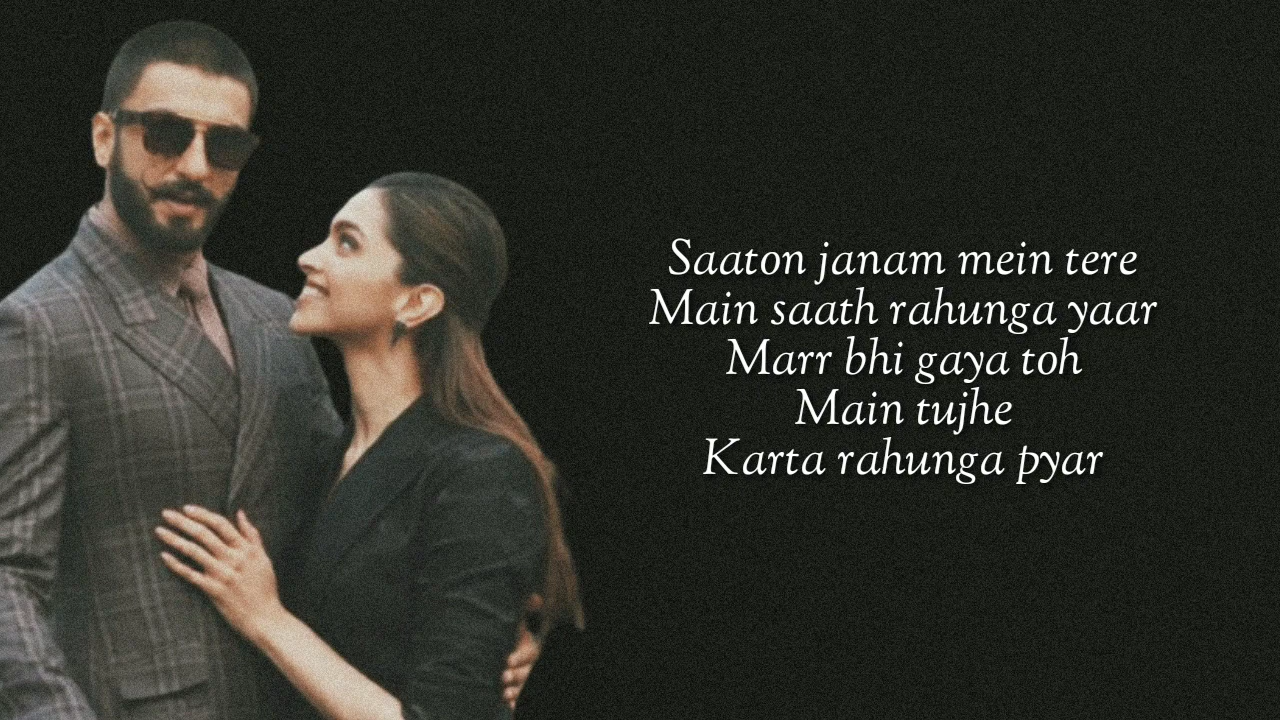 Saaton janam mein tere
Main saath rahunga yaar
Marr bhi gaya toh
Main tujhe
Karta rahunga pyar